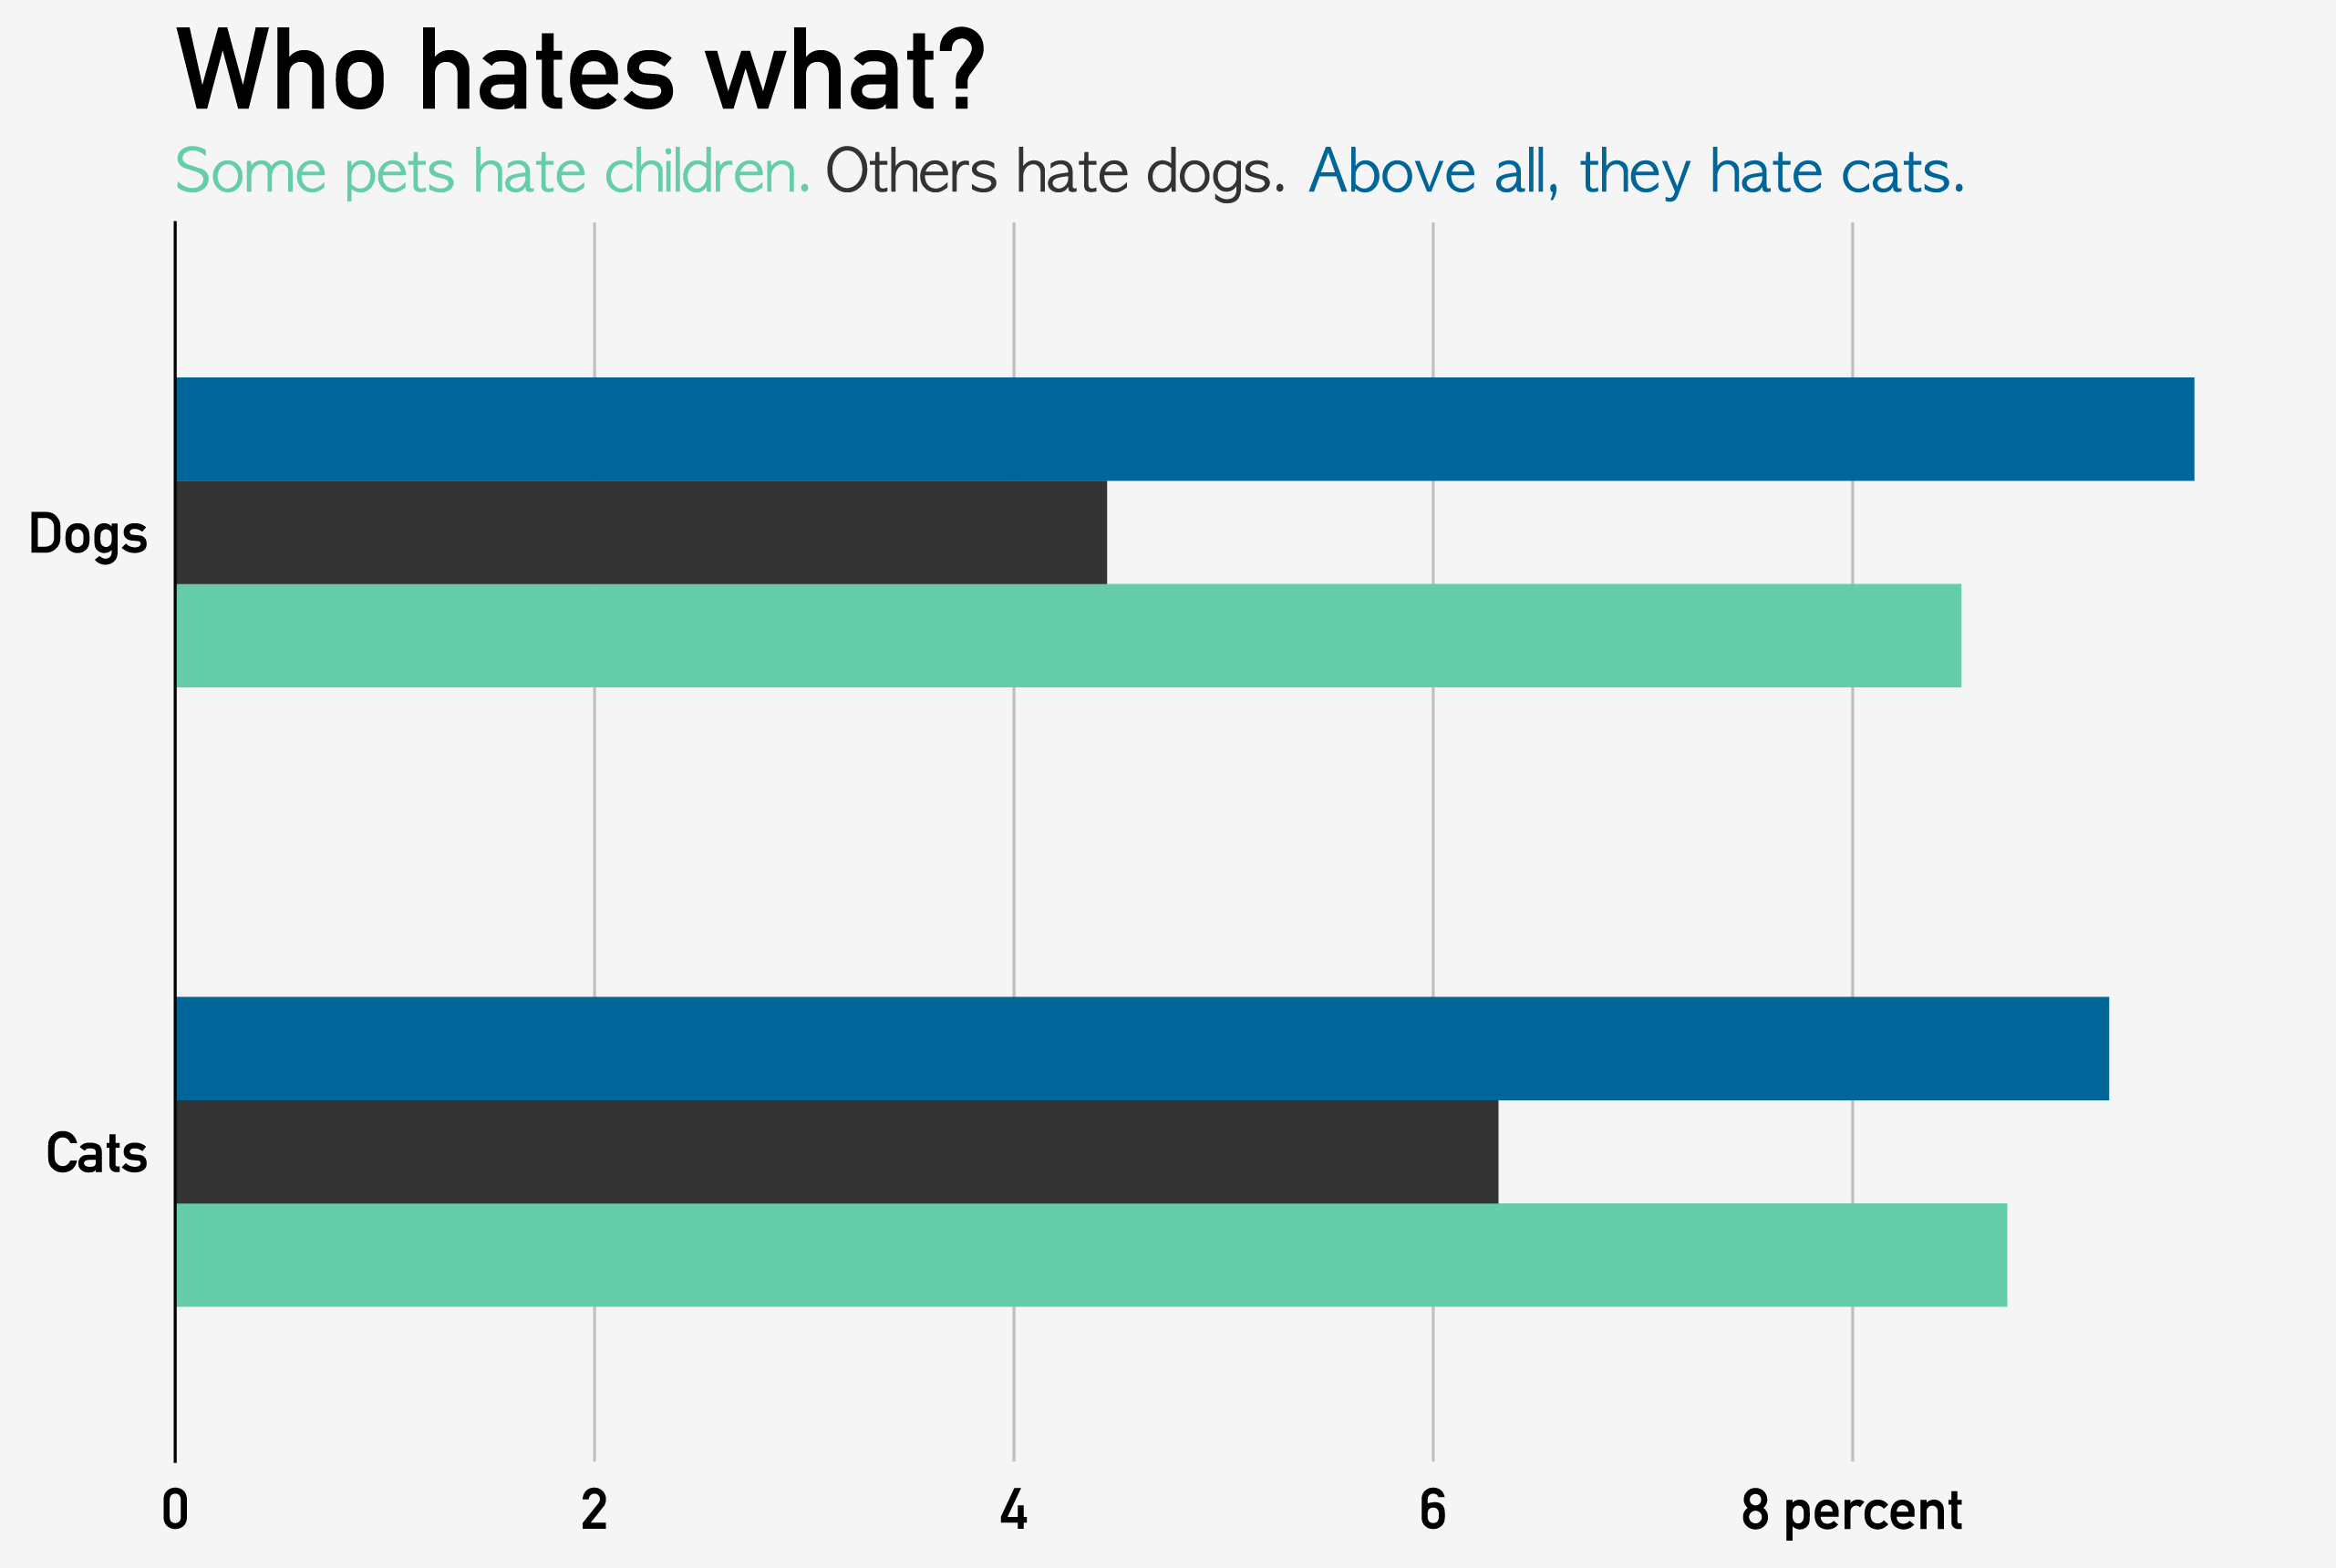 Who hates what?
Some pets hate children. Others hate dogs. Above all, they hate cats.
Dogs
Cats
0 2 4 6 8 percent